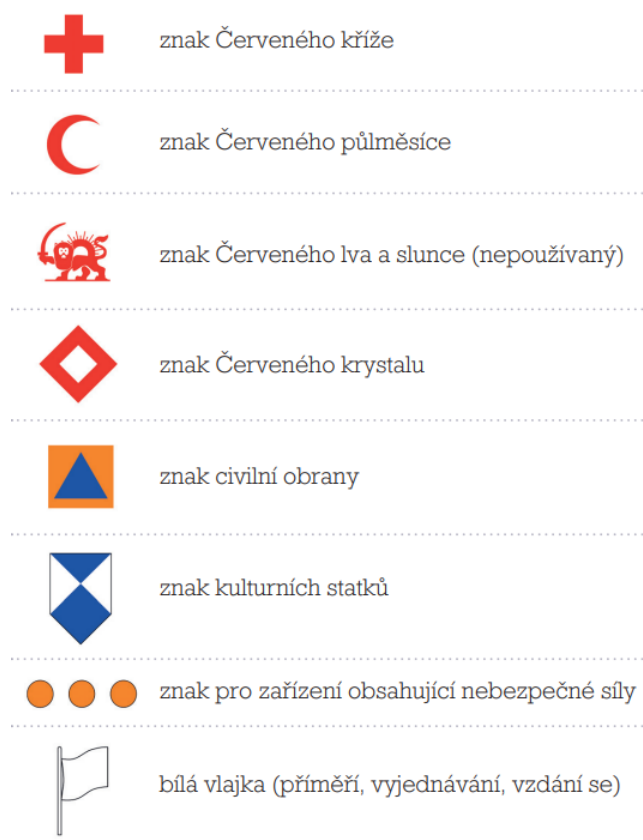 znak Červeného kříže
znak Červeného půlměsíce
znak Červeného lva a slunce (nepoužívaný)
znak Červeného krystalu
znak civilní obrany
znak kulturních statků
znak pro zařízení obsahující nebezpečné síly
bílá vlajka (příměří, vyjednávání, vzdání se)